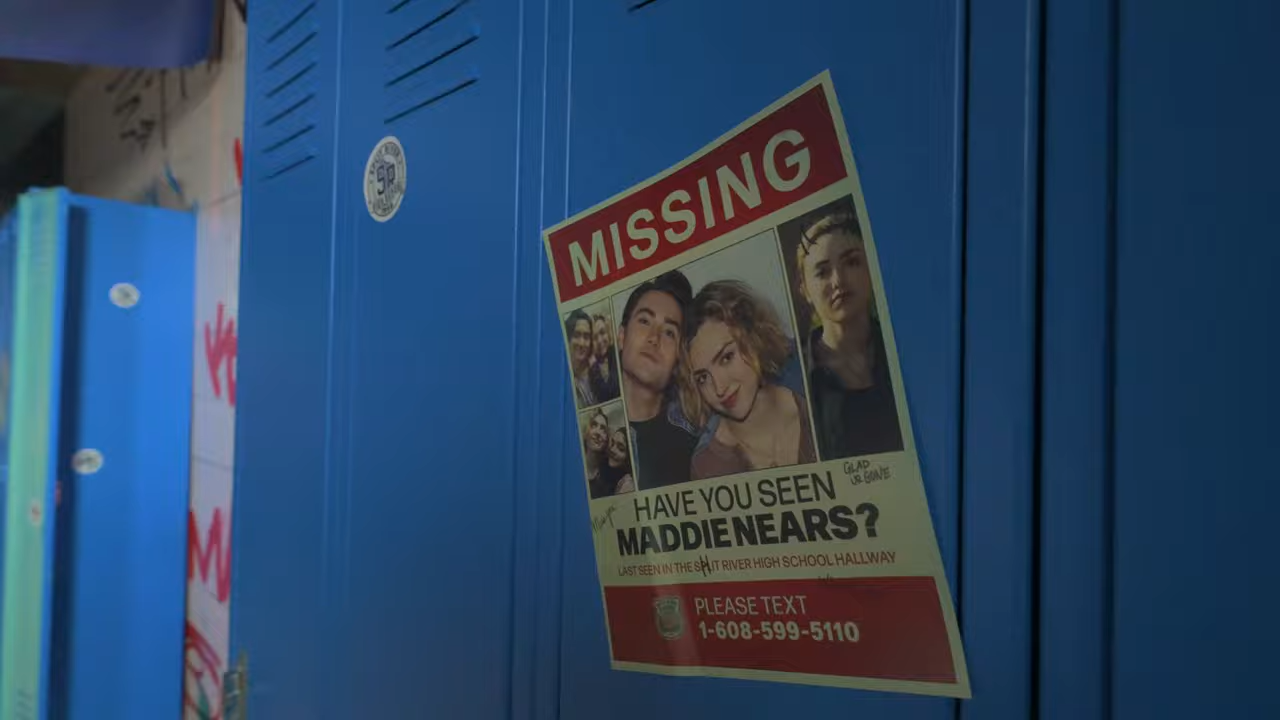 MISSING
GLAD
UR GONE
HAVE YOU SEEN
MADDIE NEARS?
LAST SEEN IN THE SPLIT RIVER HIGH SCHOOL HALLWAY
PLEASE TEXT
1-608-599-5110
SR